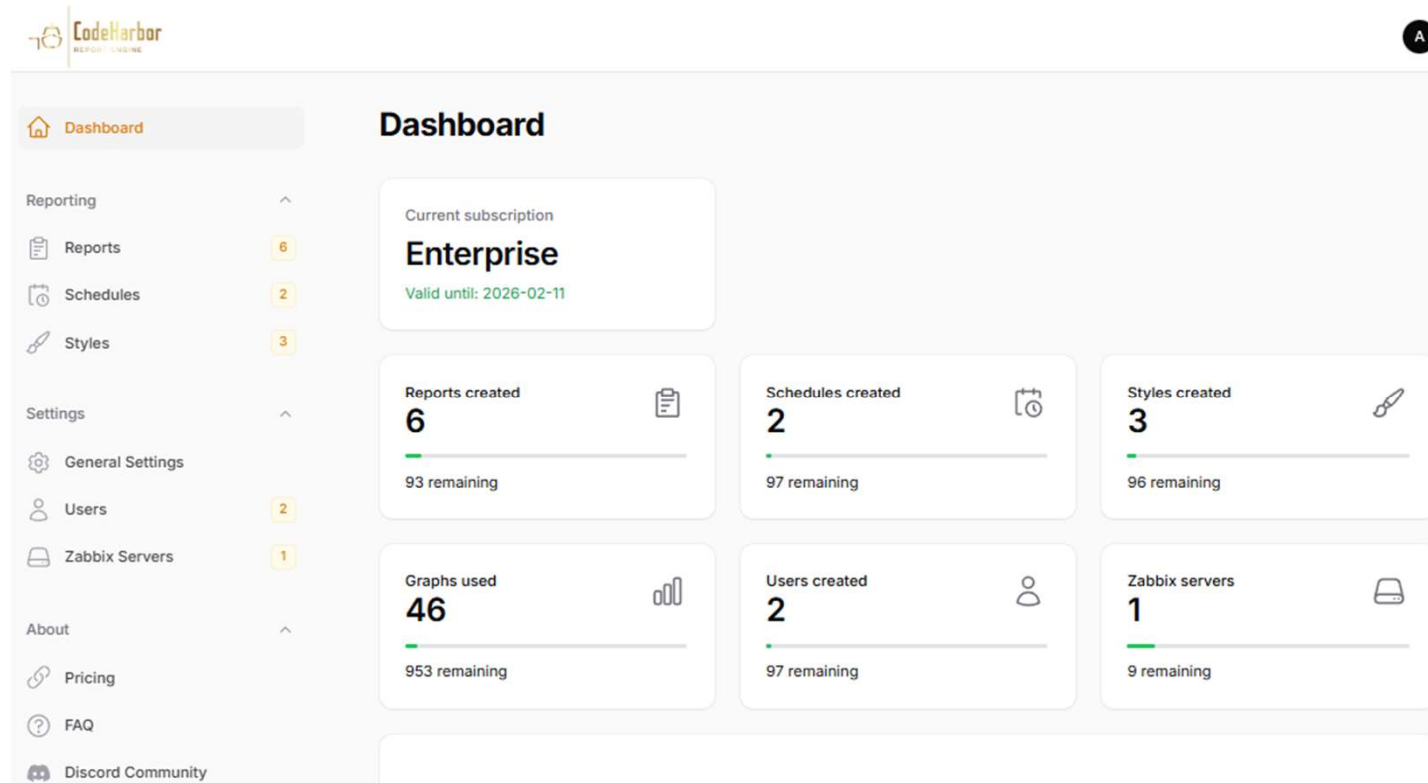 CodeHarbor
REPORT ENGINE
A
Dashboard
Reporting
Reports 6
Schedules 2
Styles 3
Settings
General Settings
Users 2
Zabbix Servers 1
About
Pricing
FAQ
Discord Community
Dashboard
Current subscription
Enterprise
Valid until: 2026-02-11
Reports created
6
93 remaining
Schedules created
2
97 remaining
Styles created
3
96 remaining
Graphs used
46
953 remaining
Users created
2
97 remaining
Zabbix servers
1
9 remaining